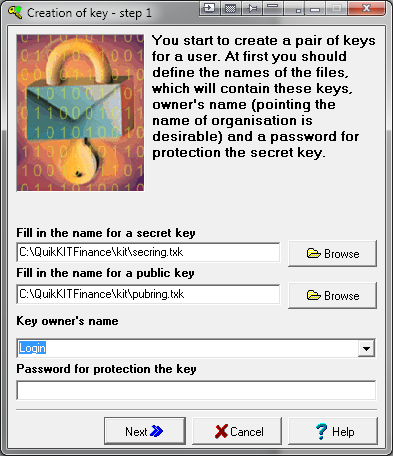 Creation of key - step 1
You start to create a pair of keys
for a user. At first you should
define the names of the files,
which will contain these keys,
owner's name (pointing the
name of organisation is
desirable) and a password for
protection the secret key.
Fill in the name for a secret key
C:\QuikKITFinance\kit\secring.txk
Browse
Fill in the name for a public key
C:\QuikKITFinance\kit\pubring.txk
Browse
Key owner's name
Login
Password for protection the key
Next
Cancel
? Help